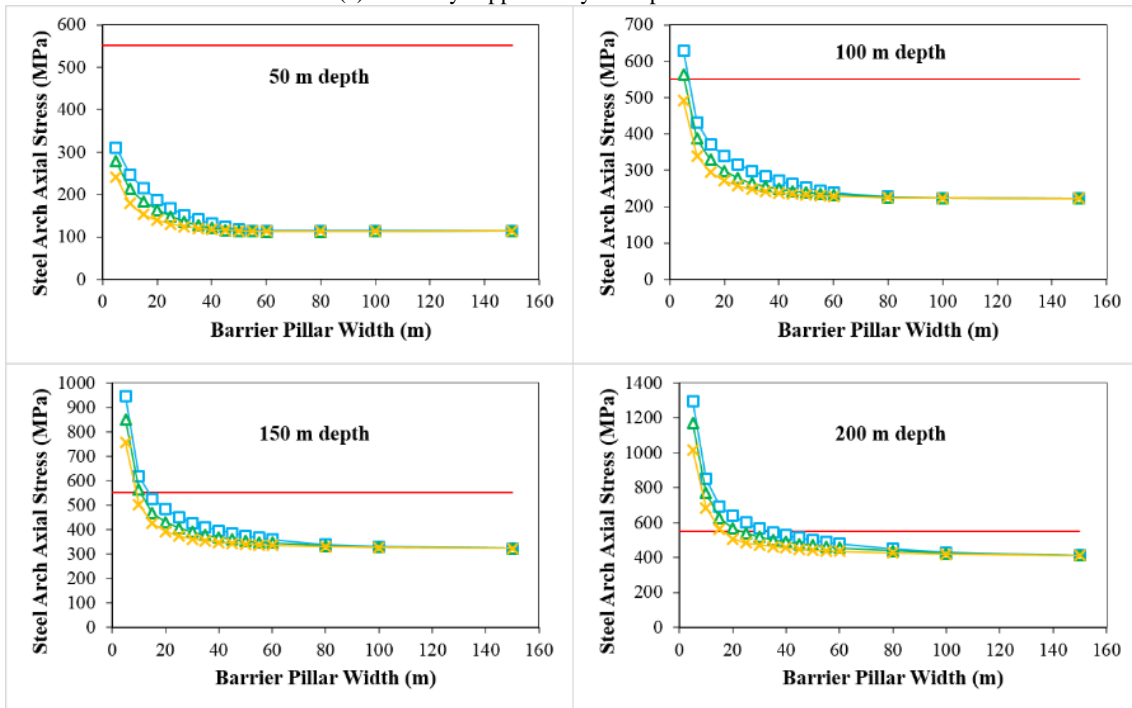 600
500
400
300
200
100
0
0 20 40 60 80 100 120 140 160
Steel Arch Axial Stress (MPa)
50 m depth
Barrier Pillar Width (m)
700
600
500
400
300
200
100
0
0 20 40 60 80 100 120 140 160
Steel Arch Axial Stress (MPa)
100 m depth
Barrier Pillar Width (m)
1000
900
800
700
600
500
400
300
200
100
0
0 20 40 60 80 100 120 140 160
Steel Arch Axial Stress (MPa)
150 m depth
Barrier Pillar Width (m)
1400
1200
1000
800
600
400
200
0
0 20 40 60 80 100 120 140 160
Steel Arch Axial Stress (MPa)
200 m depth
Barrier Pillar Width (m)